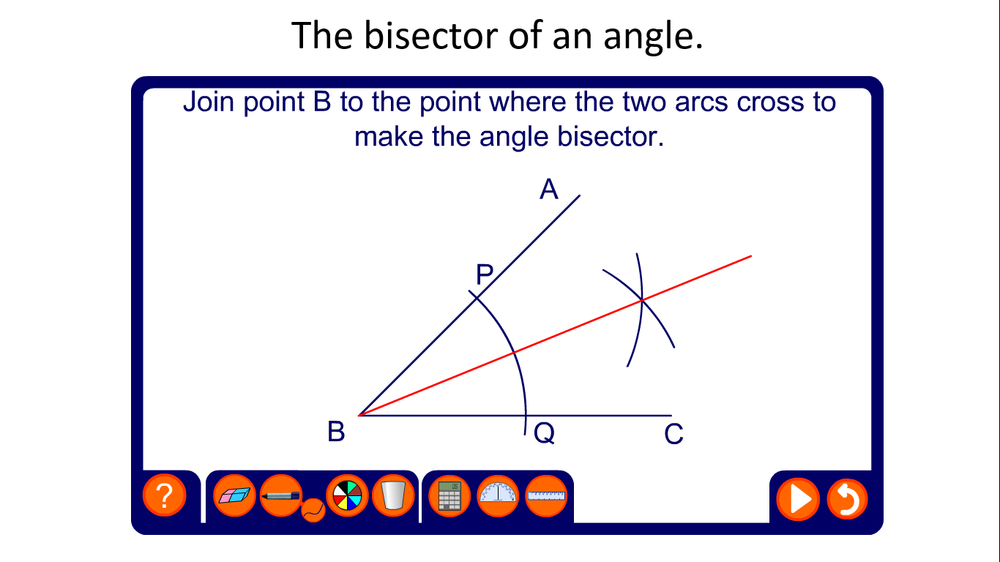 The bisector of an angle.
Join point B to the point where the two arcs cross to
make the angle bisector.
A
P
B
Q
C
?